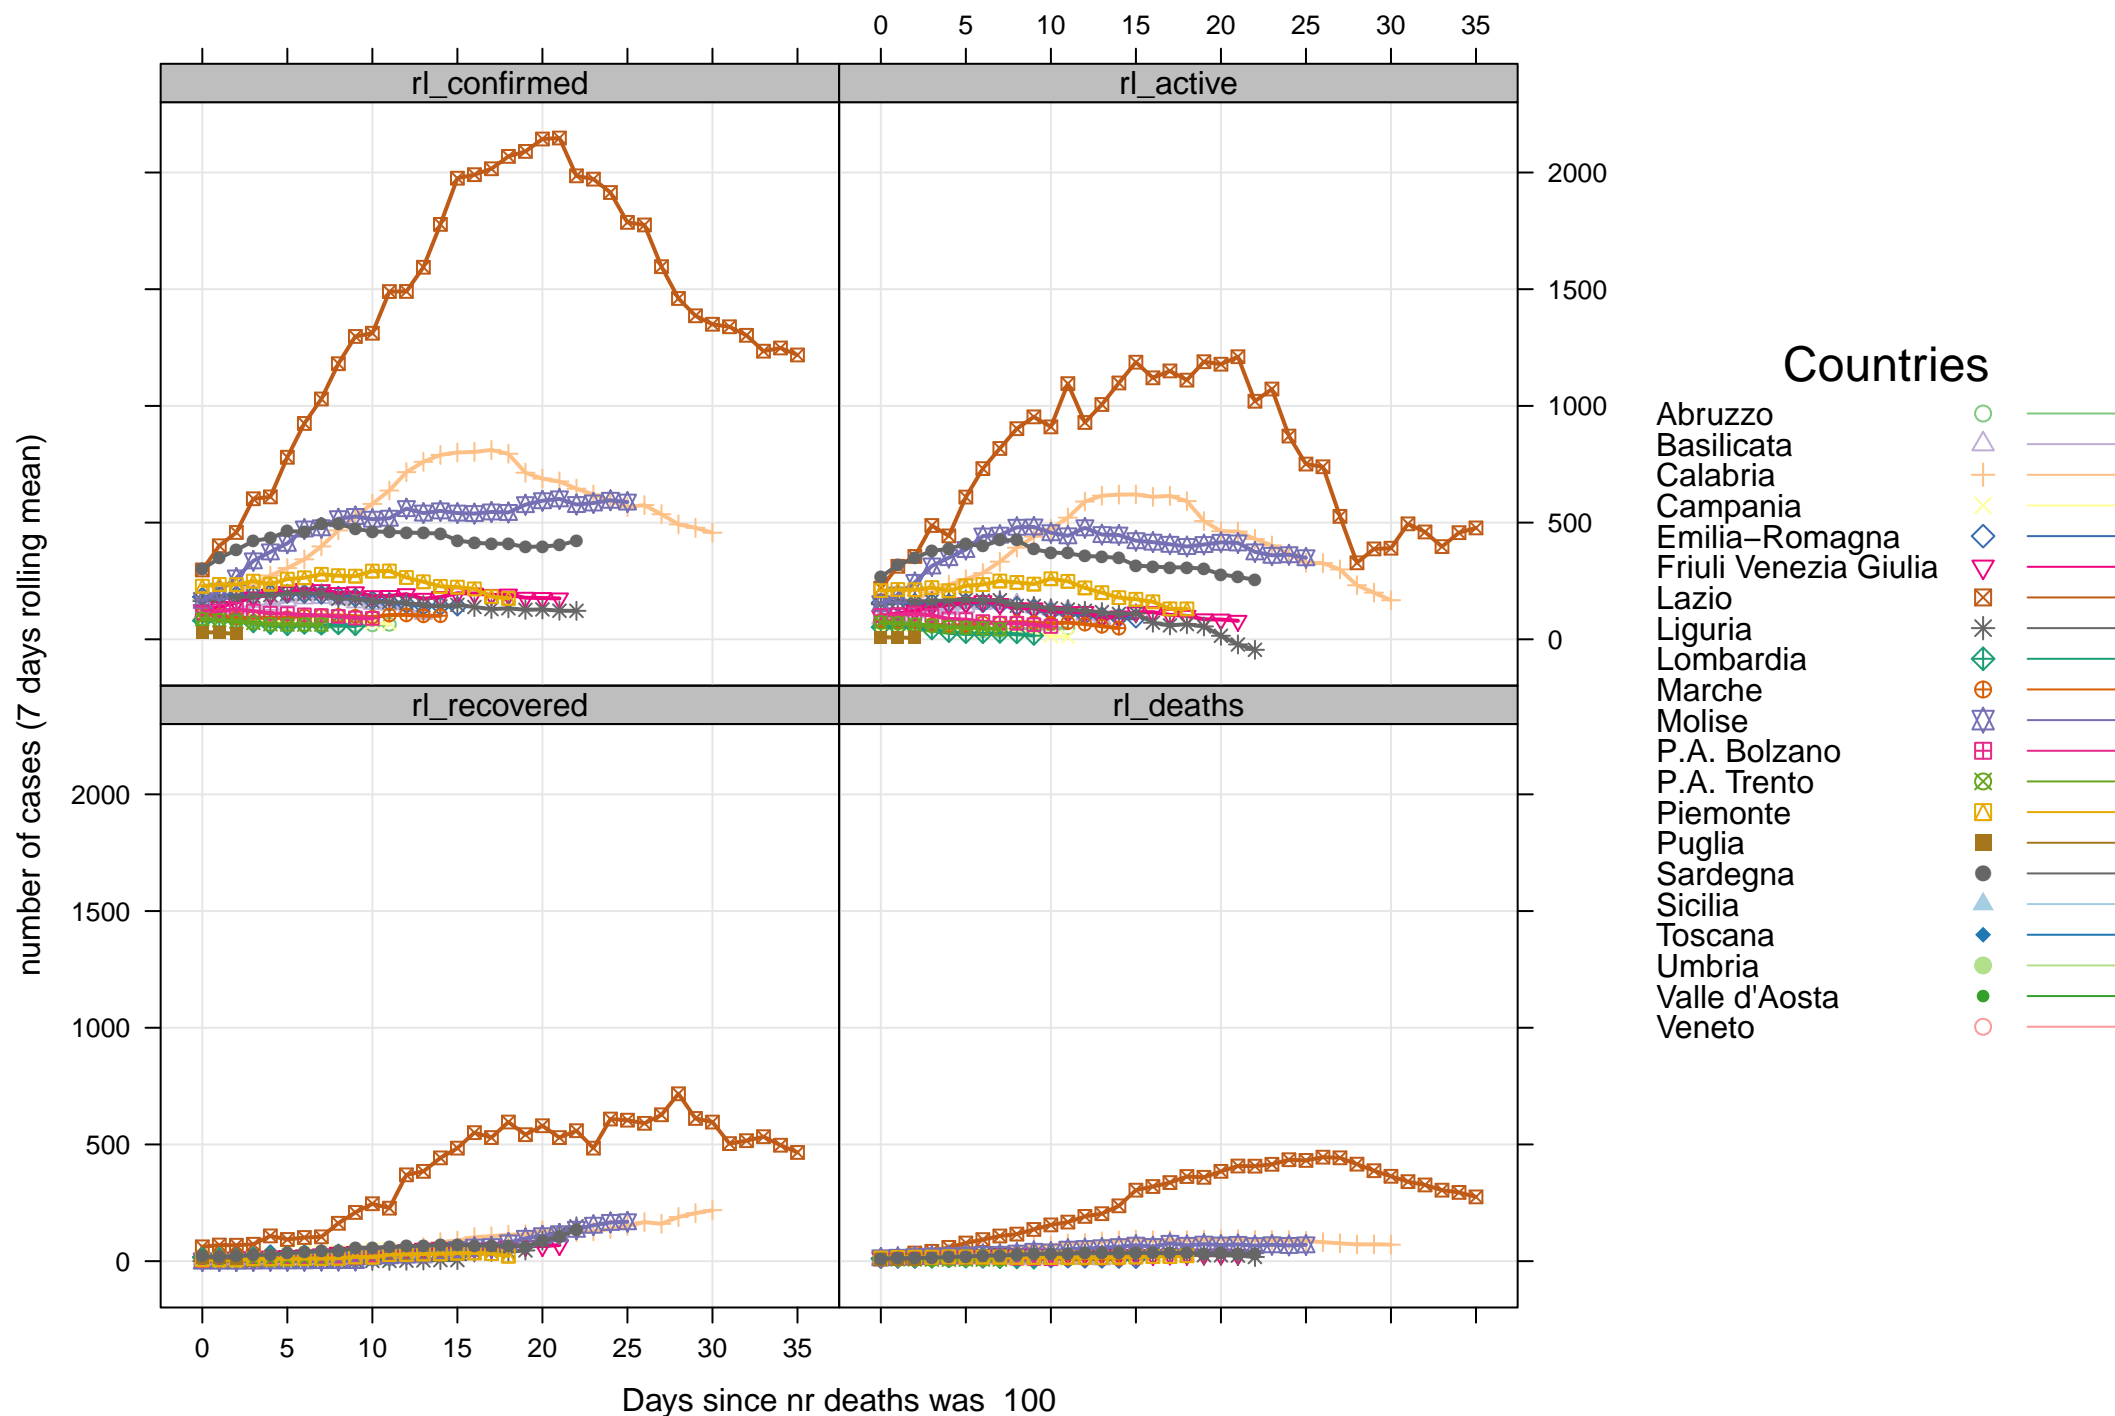 0 5 10 15 20 25 30 35
rl_confirmed rl_active
2000
1500
1000
500
0
rl_recovered rl_deaths
2000
1500
1000
500
0
0 5 10 15 20 25 30 35
number of cases (7 days rolling mean)
Days since nr deaths was 100
Countries
Abruzzo
Basilicata
Calabria
Campania
Emilia−Romagna
Friuli Venezia Giulia
Lazio
Liguria
Lombardia
Marche
Molise
P.A. Bolzano
P.A. Trento
Piemonte
Puglia
Sardegna
Sicilia
Toscana
Umbria
Valle d'Aosta
Veneto